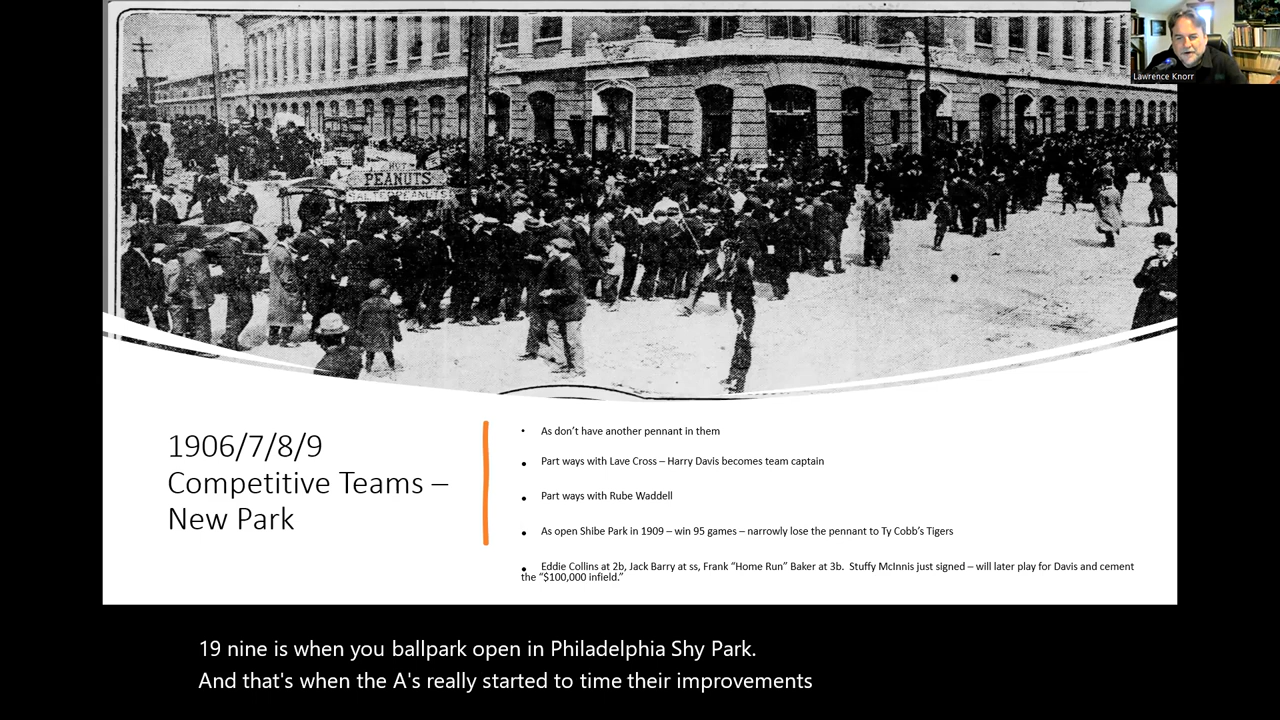 Lawrence Knorr
HOT
PEANUTS
SALTED PEANUTS
1906/7/8/9
Competitive Teams –
New Park
• As don’t have another pennant in them
• Part ways with Lave Cross – Harry Davis becomes team captain
• Part ways with Rube Waddell
• As open Shibe Park in 1909 – win 95 games – narrowly lose the pennant to Ty Cobb’s Tigers
• Eddie Collins at 2b, Jack Barry at ss, Frank “Home Run” Baker at 3b. Stuffy McInnis just signed – will later play for Davis and cement
the “$100,000 infield.”
19 nine is when you ballpark open in Philadelphia Shy Park.
And that's when the A's really started to time their improvements